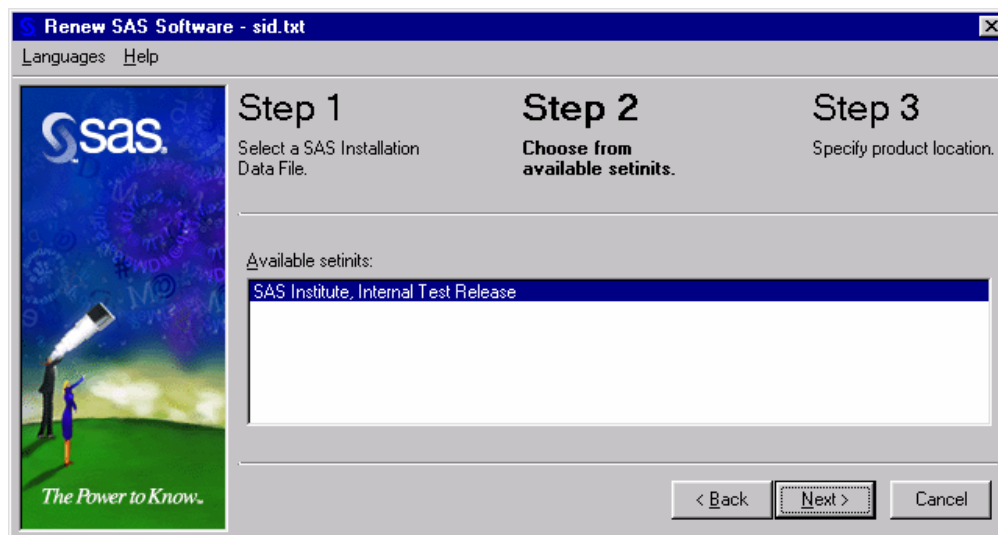 Renew SAS Software - sid.txt
Languages Help
sas.
Step 1
Select a SAS Installation
Data File.
Step 2
Choose from
available setinits.
Step 3
Specify product location.
Available setinits:
SAS Institute, Internal Test Release
The Power to Know™
< Back
Next >
Cancel